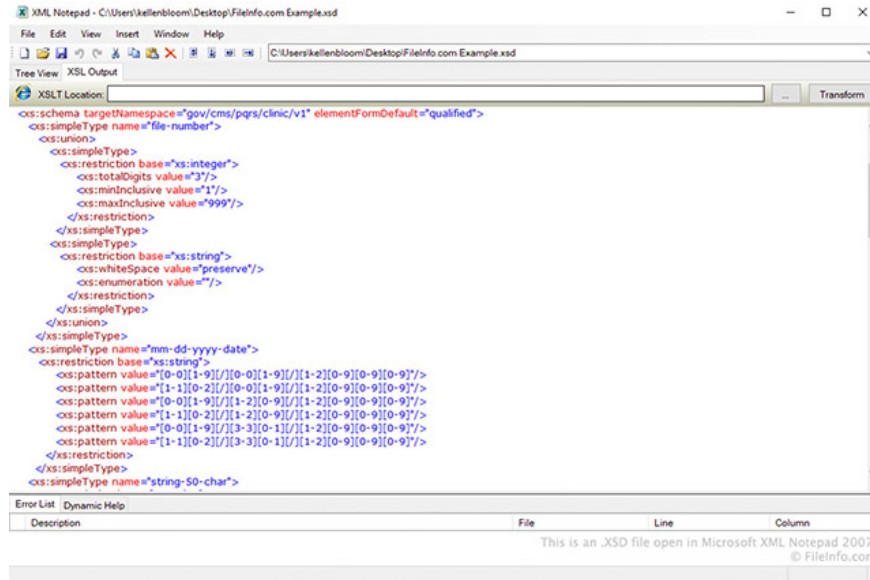 XML Notepad - C:\Users\kellenbloom\Desktop\FileInfo.com Example.xsd
File Edit View Insert Window Help
C:\Users\kellenbloom\Desktop\FileInfo.com Example.xsd
Tree View XSL Output
XSLT Location: ... Transform
<xs:schema targetNamespace="gov/cms/pqrs/clinic/v1" elementFormDefault="qualified">
<xs:simpleType name="file-number">
<xs:union>
<xs:simpleType>
<xs:restriction base="xs:integer">
<xs:totalDigits value="3"/>
<xs:minInclusive value="1"/>
<xs:maxInclusive value="999"/>
</xs:restriction>
</xs:simpleType>
<xs:simpleType>
<xs:restriction base="xs:string">
<xs:whiteSpace value="preserve"/>
<xs:enumeration value=""/>
</xs:restriction>
</xs:simpleType>
</xs:union>
</xs:simpleType>
<xs:simpleType name="mm-dd-yyyy-date">
<xs:restriction base="xs:string">
<xs:pattern value="[0-0][1-9][/][0-0][1-9][/][1-2][0-9][0-9][0-9]"/>
<xs:pattern value="[1-1][0-2][/][0-0][1-9][/][1-2][0-9][0-9][0-9]"/>
<xs:pattern value="[0-0][1-9][/][1-2][0-9][/][1-2][0-9][0-9][0-9]"/>
<xs:pattern value="[1-1][0-2][/][1-2][0-9][/][1-2][0-9][0-9][0-9]"/>
<xs:pattern value="[0-0][1-9][/][3-3][0-1][/][1-2][0-9][0-9][0-9]"/>
<xs:pattern value="[1-1][0-2][/][3-3][0-1][/][1-2][0-9][0-9][0-9]"/>
</xs:restriction>
</xs:simpleType>
<xs:simpleType name="string-50-char">
Error List Dynamic Help
Description File Line Column
This is an .XSD file open in Microsoft XML Notepad 2007
© FileInfo.com